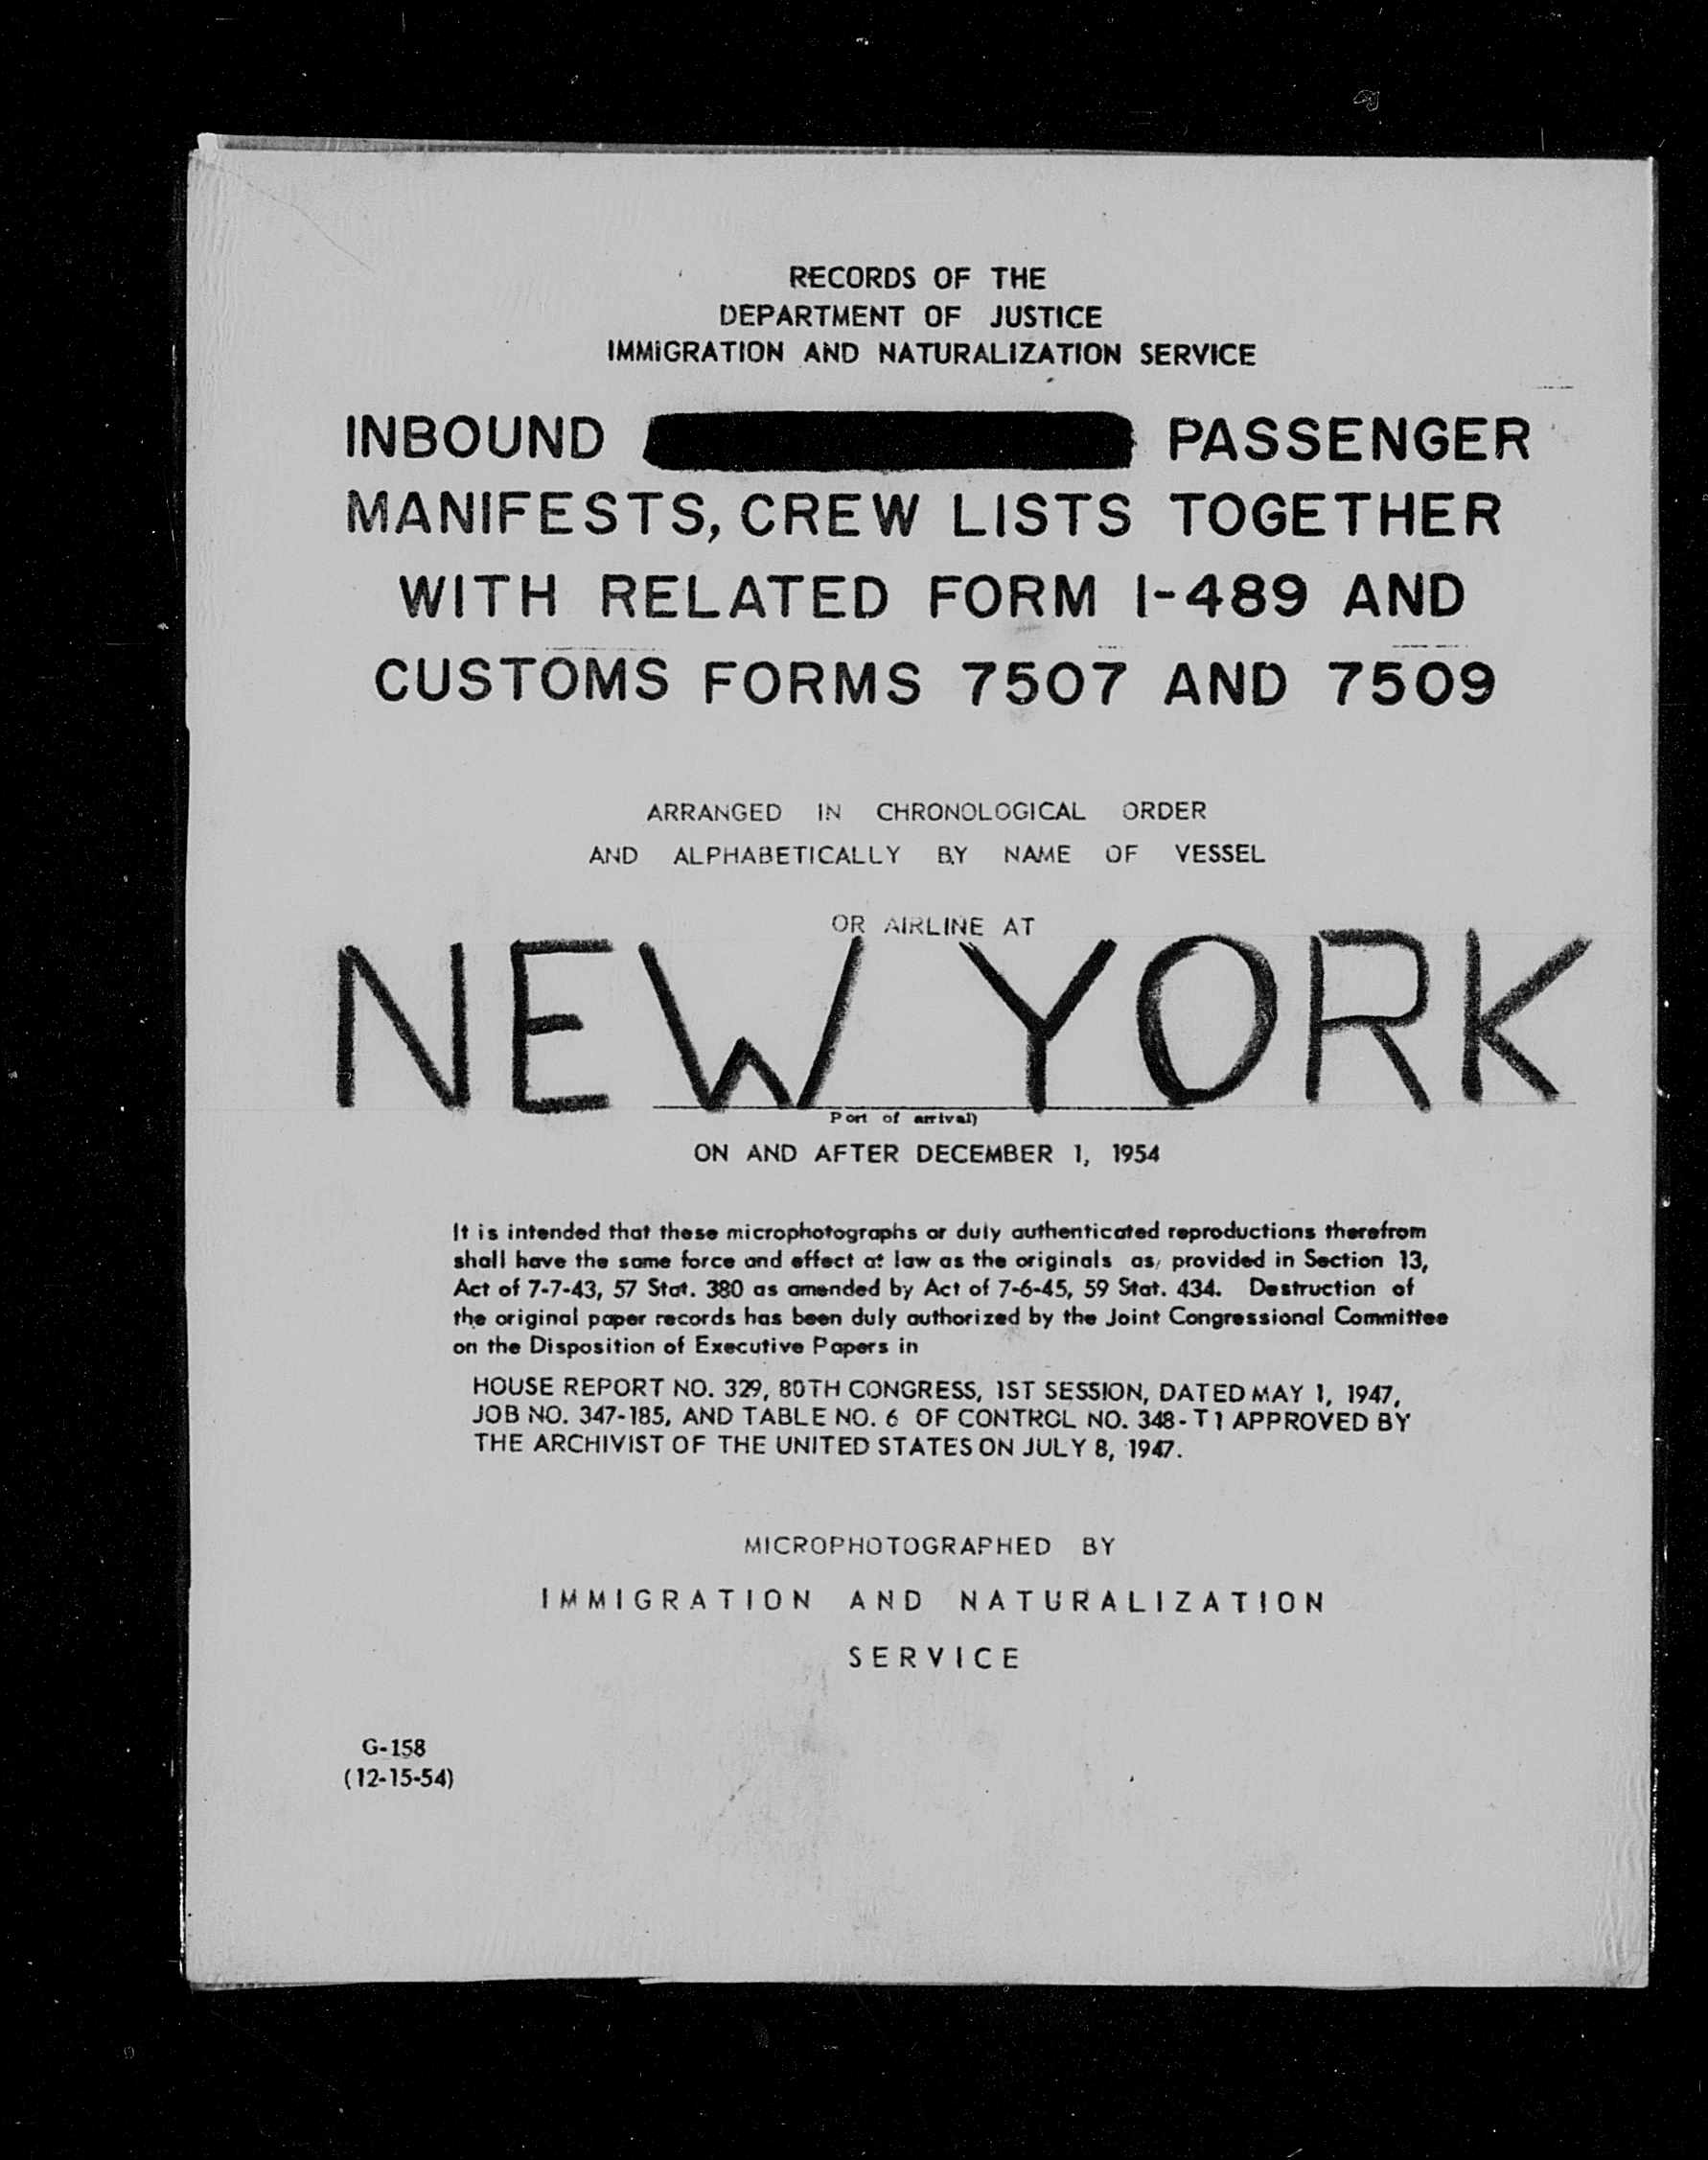 RECORDS OF THE
DEPARTMENT OF JUSTICE
IMMIGRATION AND NATURALIZATION SERVICE
INBOUND PASSENGER
MANIFESTS, CREW LISTS TOGETHER
WITH RELATED FORM I-489 AND
CUSTOMS FORMS 7507 AND 7509
ARRANGED IN CHRONOLOGICAL ORDER
AND ALPHABETICALLY BY NAME OF VESSEL
OR AIRLINE AT
NEW YORK
Port of arrival)
ON AND AFTER DECEMBER 1, 1954
It is intended that these microphotographs or duly authenticated reproductions therefrom
shall have the same force and effect at law as the originals as, provided in Section 13,
Act of 7-7-43, 57 Stat. 380 as amended by Act of 7-6-45, 59 Stat. 434. Destruction of
the original paper records has been duly authorized by the Joint Congressional Committee
on the Disposition of Executive Papers in
HOUSE REPORT NO. 329, 80TH CONGRESS, 1ST SESSION, DATED MAY 1, 1947,
JOB NO. 347-185, AND TABLE NO. 6 OF CONTROL NO. 348-T1 APPROVED BY
THE ARCHIVIST OF THE UNITED STATES ON JULY 8, 1947.
MICROPHOTOGRAPHED BY
IMMIGRATION AND NATURALIZATION
SERVICE
G-158
(12-15-54)